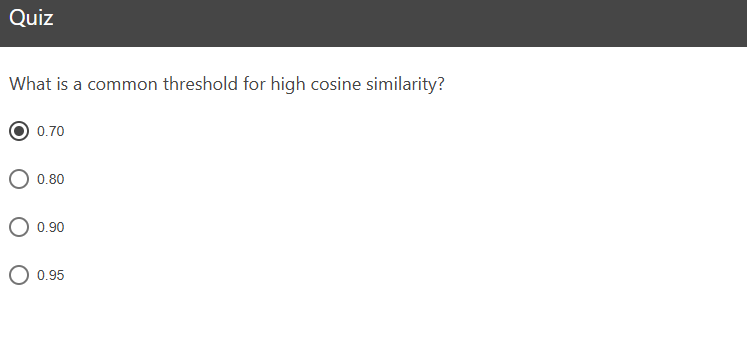 Quiz
What is a common threshold for high cosine similarity?
0.70
0.80
0.90
0.95